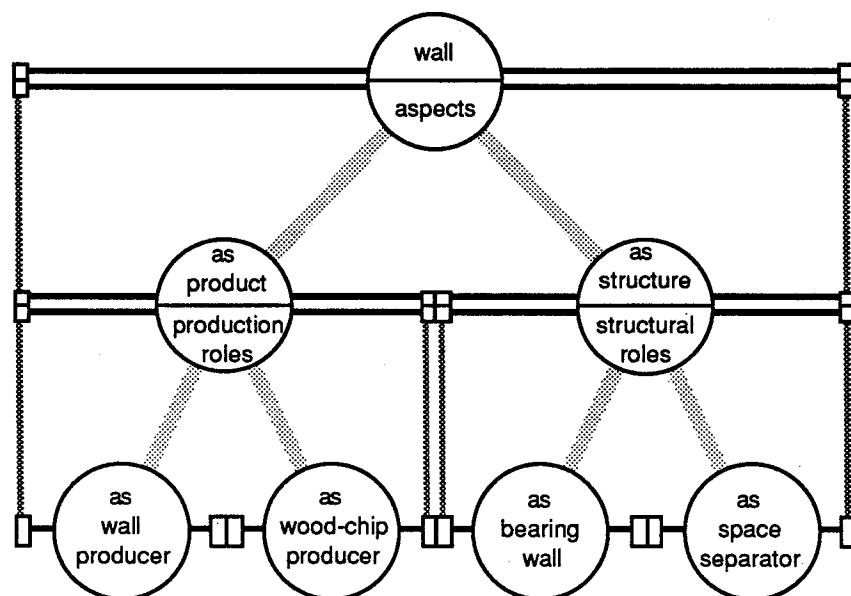 wall
aspects
as
product
production
roles
as
structure
structural
roles
as
wall
producer
as
wood-chip
producer
as
bearing
wall
as
space
separator